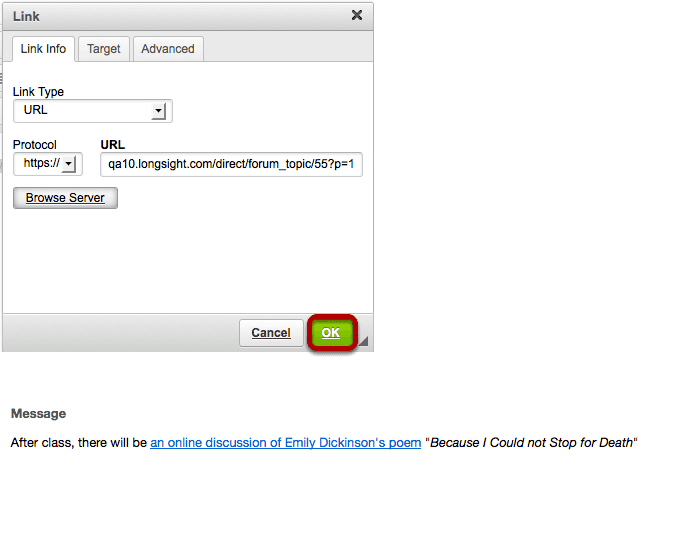 Link
Link Info Target Advanced
Link Type
URL
Protocol URL
https:// qa10.longsight.com/direct/forum_topic/55?p=1
Browse Server
Cancel OK
Message
After class, there will be an online discussion of Emily Dickinson's poem "Because I Could not Stop for Death"